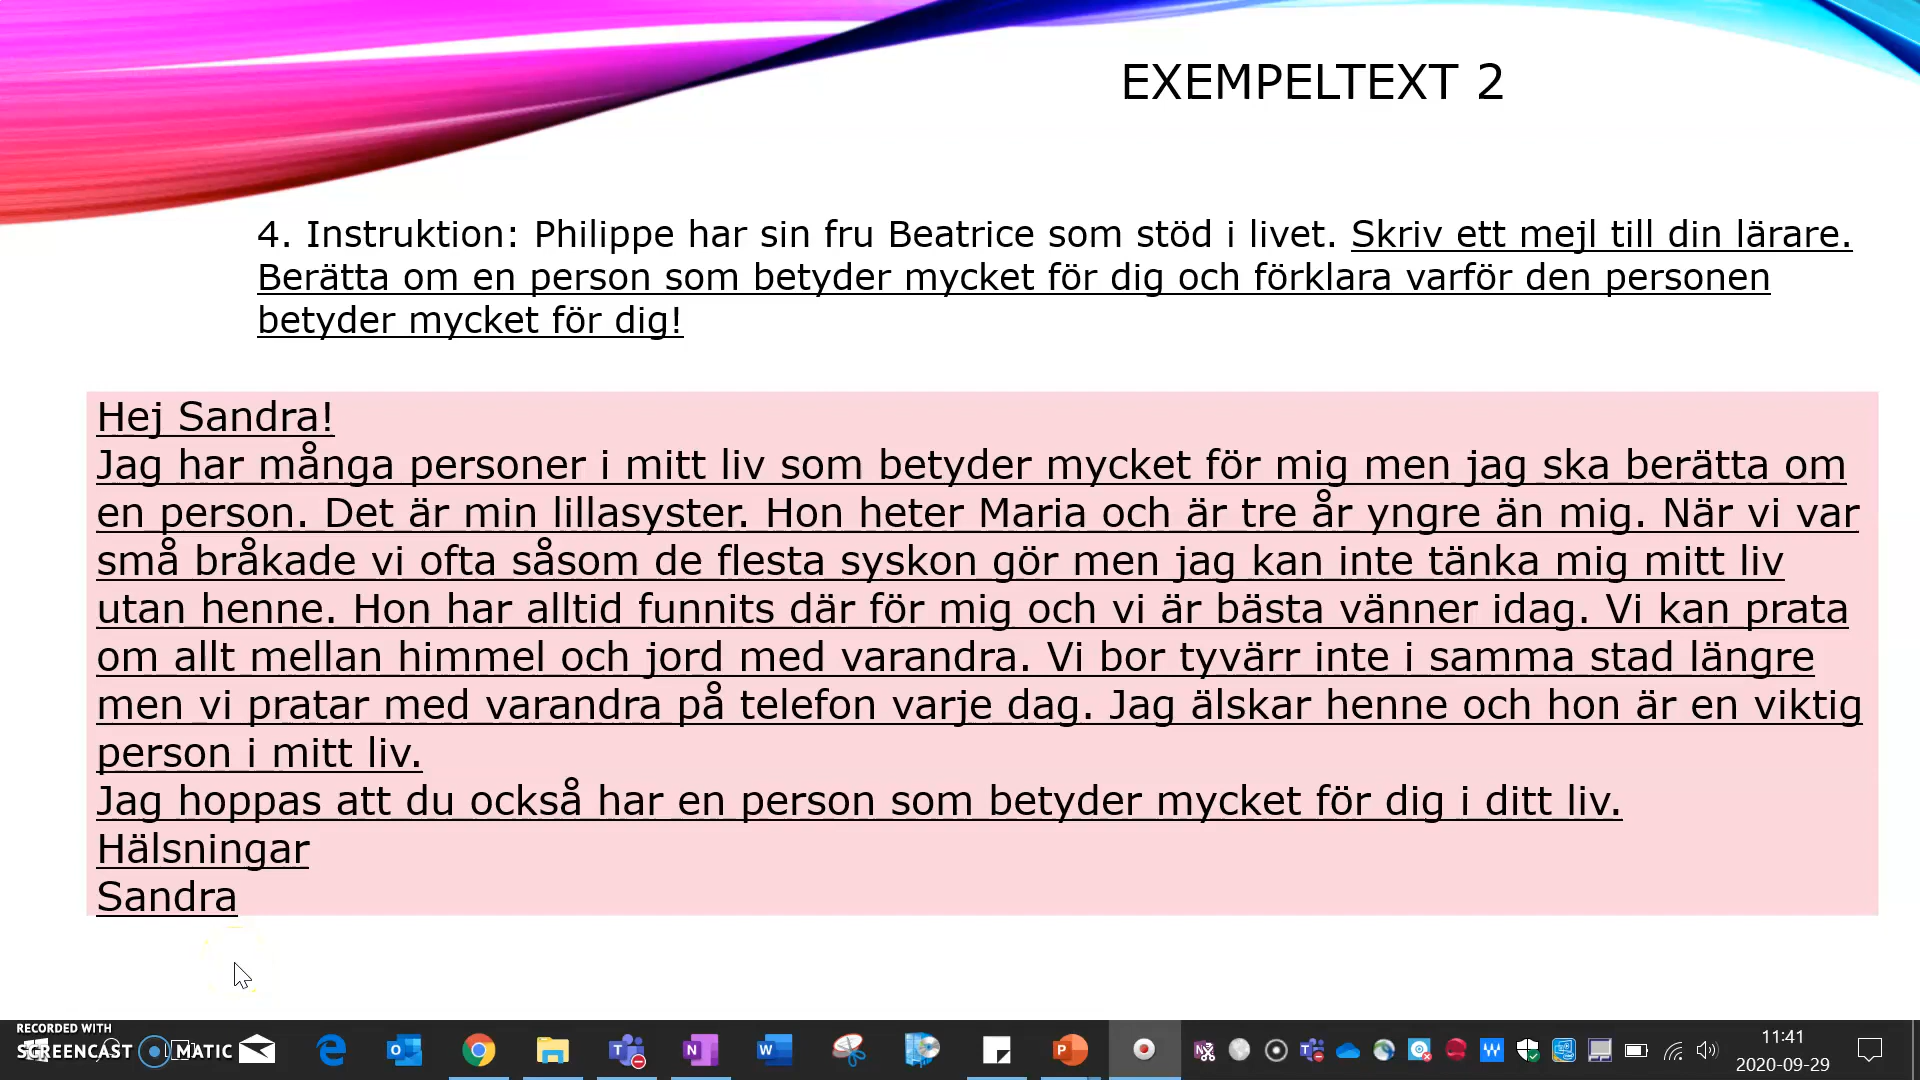 EXEMPELTEXT 2
4. Instruktion: Philippe har sin fru Beatrice som stöd i livet. Skriv ett mejl till din lärare.
Berätta om en person som betyder mycket för dig och förklara varför den personen
betyder mycket för dig!
Hej Sandra!
Jag har många personer i mitt liv som betyder mycket för mig men jag ska berätta om
en person. Det är min lillasyster. Hon heter Maria och är tre år yngre än mig. När vi var
små bråkade vi ofta såsom de flesta syskon gör men jag kan inte tänka mig mitt liv
utan henne. Hon har alltid funnits där för mig och vi är bästa vänner idag. Vi kan prata
om allt mellan himmel och jord med varandra. Vi bor tyvärr inte i samma stad längre
men vi pratar med varandra på telefon varje dag. Jag älskar henne och hon är en viktig
person i mitt liv.
Jag hoppas att du också har en person som betyder mycket för dig i ditt liv.
Hälsningar
Sandra
RECORDED WITH
SCREENCAST MATIC
11:41
2020-09-29